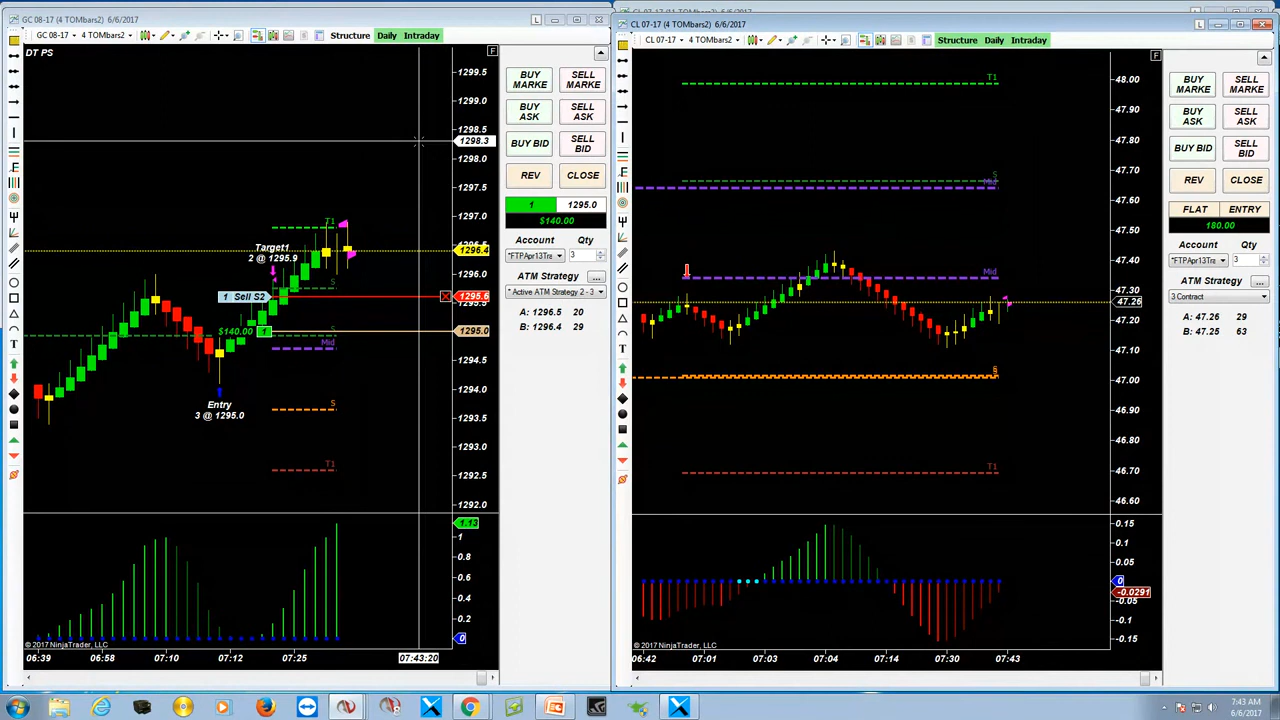 GC 08-17 (4 TOMbars2) 6/6/2017
L
GC 08-17
4 TOMbars2
Structure
Daily
Intraday
DT PS
F
1299.5
1299.0
1298.5
1298.3
1298.0
1297.5
1297.0
1296.4
1296.0
1295.6
1295.0
1294.5
1294.0
1293.5
1293.0
1292.5
1292.0
T1
Target1
2 @ 1295.9
S
1 Sell S2
$140.00
1
S
Mid
S
Entry
3 @ 1295.0
T1
1.13
1
0.8
0.6
0.4
0.2
0
© 2017 NinjaTrader, LLC
06:39
06:58
07:10
07:12
07:25
07:43:20
BUY MARKE
SELL MARKE
BUY ASK
SELL ASK
BUY BID
SELL BID
REV
CLOSE
1
1295.0
$140.00
Account
Qty
*FTPApr13Tra
3
ATM Strategy
...
* Active ATM Strategy 2 - 3
A: 1296.5 20
B: 1296.4 29
CL 07-17 (4 TOMbars2) 6/6/2017
L
CL 07-17
4 TOMbars2
Structure
Daily
Intraday
F
T1
48.00
47.90
47.80
47.70
47.60
47.50
47.40
47.30
47.26
47.20
47.10
47.00
46.90
46.80
46.70
46.60
S
Mid
Mid
T1
0.15
0.10
0.05
0
-0.0291
-0.05
-0.15
© 2017 NinjaTrader, LLC
06:42
07:01
07:03
07:04
07:14
07:30
07:43
BUY MARKE
SELL MARKE
BUY ASK
SELL ASK
BUY BID
SELL BID
REV
CLOSE
FLAT
ENTRY
180.00
Account
Qty
*FTPApr13Tra
3
ATM Strategy
...
3 Contract
A: 47.26 29
B: 47.25 63
7:43 AM
6/6/2017